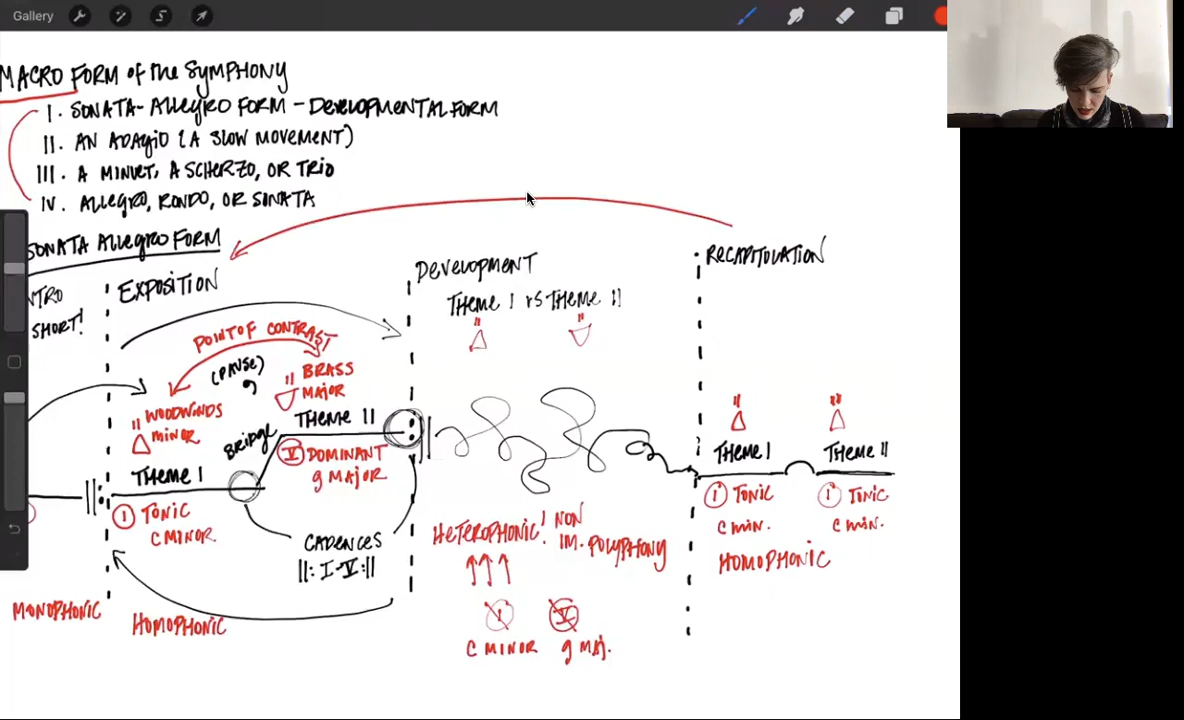 Gallery
MACRO FORM of the SYMPHONY
I. SONATA-ALLEGRO FORM - DEVELOPMENTAL FORM
II. AN ADAGIO (A SLOW MOVEMENT)
III. A MINUET, A SCHERZO, OR TRIO
IV. ALLEGRO, RONDO, OR SONATA
SONATA ALLEGRO FORM
NTRO
SHORT!
MONOPHONIC
EXPOSITION
POINT OF CONTRAST
(PAUSE)
WOODWINDS
MINOR
BRASS
MAJOR
BRIDGE
THEME II
V DOMINANT
g MAJOR
THEME I
I TONIC
C MINOR.
CADENCES
||: I-V :||
HOMOPHONIC
DEVELOPMENT
THEME I vs THEME II
HETEROPHONIC! NON
IM. POLYPHONY
I V
C MINOR g MAJ.
RECAPITULATION
THEME I THEME II
I TONIC I TONIC
C MIN. C MIN.
HOMOPHONIC